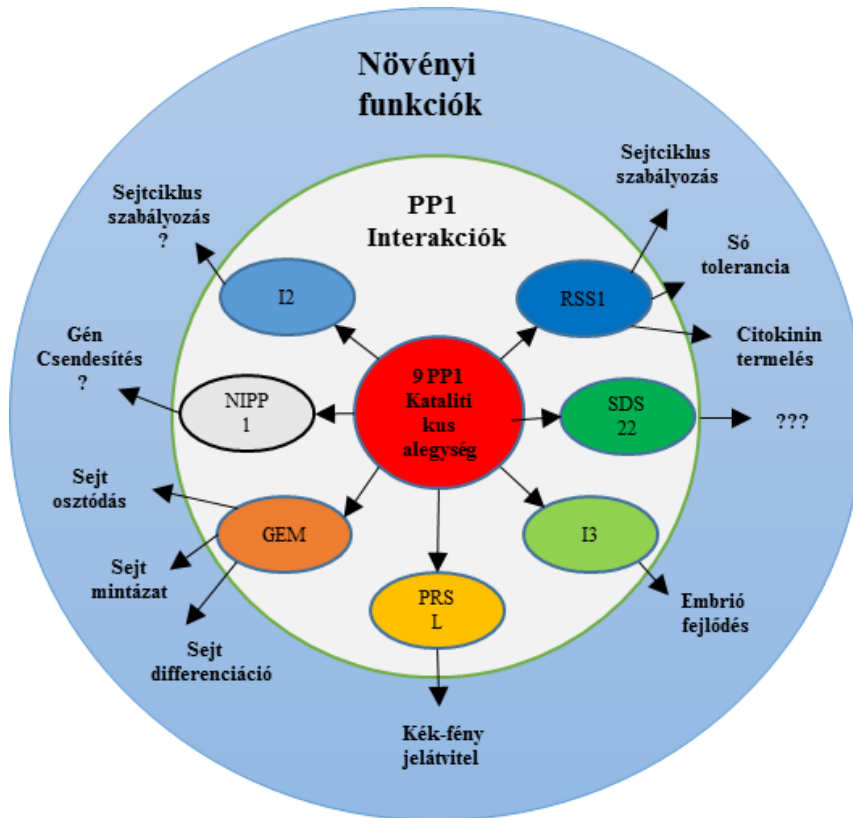 Növényi
funkciók
Sejtciklus
szabályozás
PP1
Interakciók
Sejtciklus
szabályozás
?
Só
tolerancia
I2
RSS1
Gén
Csendesítés
?
Citokinin
termelés
9 PP1
Kataliti
kus
alegység
NIPP
1
SDS
22
???
Sejt
osztódás
GEM
I3
Sejt
mintázat
PRS
L
Embrió
fejlődés
Sejt
differenciáció
Kék-fény
jelátvitel